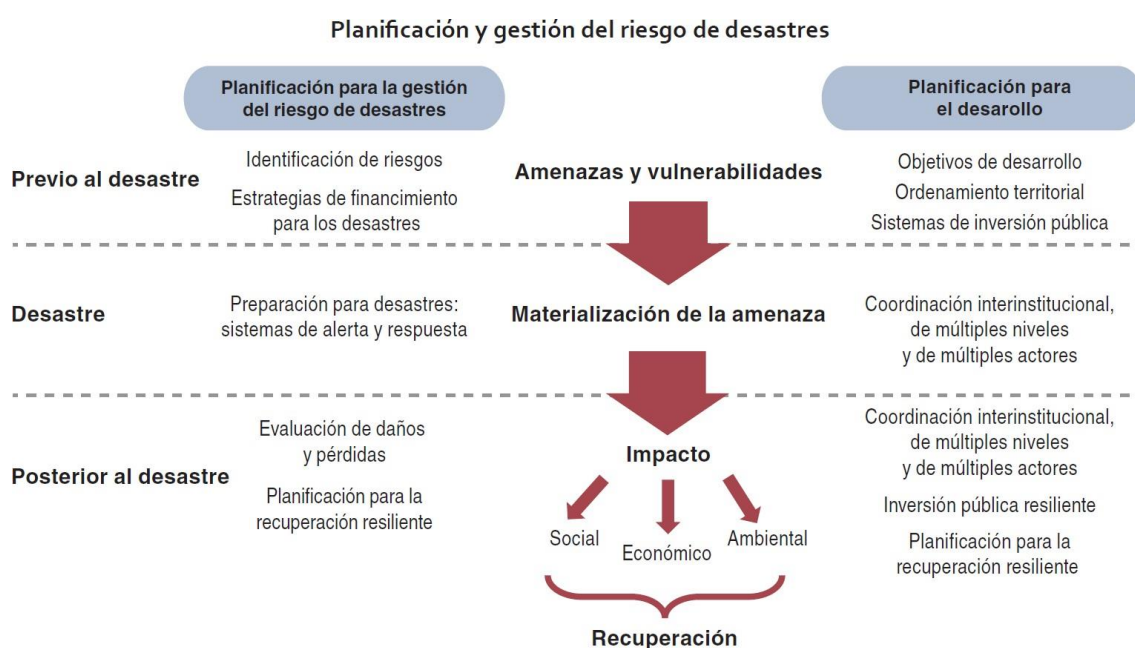 Planificación y gestión del riesgo de desastres
Planificación para la gestión
del riesgo de desastres
Planificación para
el desarollo
Previo al desastre
Identificación de riesgos
Estrategias de financimiento
para los desastres
Amenazas y vulnerabilidades
Objetivos de desarrollo
Ordenamiento territorial
Sistemas de inversión pública
Desastre
Preparación para desastres:
sistemas de alerta y respuesta
Materialización de la amenaza
Coordinación interinstitucional,
de múltiples niveles
y de múltiples actores
Posterior al desastre
Evaluación de daños
y pérdidas
Planificación para la
recuperación resiliente
Impacto
Social
Económico
Ambiental
Recuperación
Coordinación interinstitucional,
de múltiples niveles
y de múltiples actores
Inversión pública resiliente
Planificación para la
recuperación resiliente